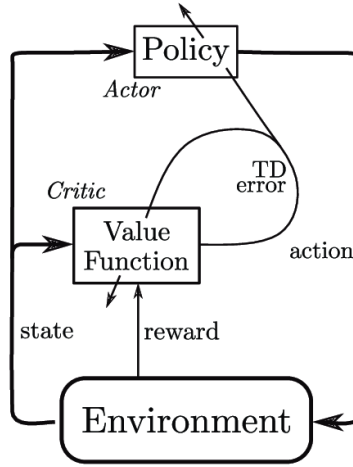 Policy
Actor
TD
error
Critic
Value
Function
action
state
reward
Environment